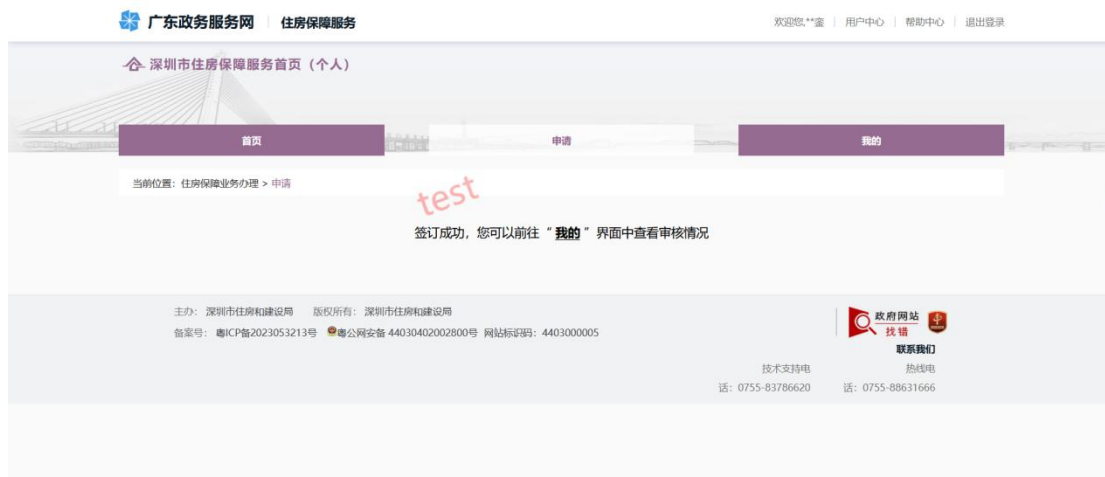 广东政务服务网 住房保障服务 欢迎您,**銮 用户中心 帮助中心 退出登录
深圳市住房保障服务首页（个人）
首页 申请 我的
当前位置：住房保障业务办理 > 申请
test
签订成功，您可以前往“我的”界面中查看审核情况
主办：深圳市住房和建设局 版权所有：深圳市住房和建设局
备案号：粤ICP备2023053213号 粤公网安备 44030402002800号 网站标识码：4403000005
政府网站
找错
联系我们
技术支持电 热线电
话：0755-83786620 话：0755-88631666